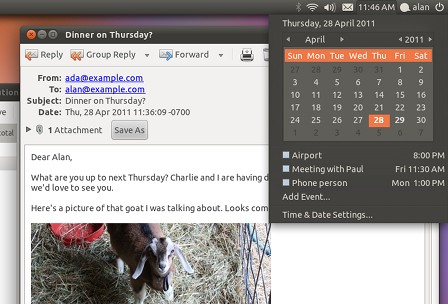 11:46 AM alan
Dinner on Thursday?
Reply Group Reply Forward
From: ada@example.com
To: alan@example.com
Subject: Dinner on Thursday?
Date: Thu, 28 Apr 2011 11:36:09 -0700
1 Attachment Save As
Dear Alan,
What are you up to next Thursday? Charlie and I are having
we'd love to see you.
Here's a picture of that goat I was talking about. Looks
total
Thursday, 28 April 2011
April 2011
Sun Mon Tue Wed Thu Fri Sat
27 28 29 30 31 1 2
3 4 5 6 7 8 9
10 11 12 13 14 15 16
17 18 19 20 21 22 23
24 25 26 27 28 29 30
1 2 3 4 5 6 7
Airport 8:00 PM
Meeting with Paul Fri 11:30 AM
Phone person Mon 1:00 PM
Add Event...
Time & Date Settings...